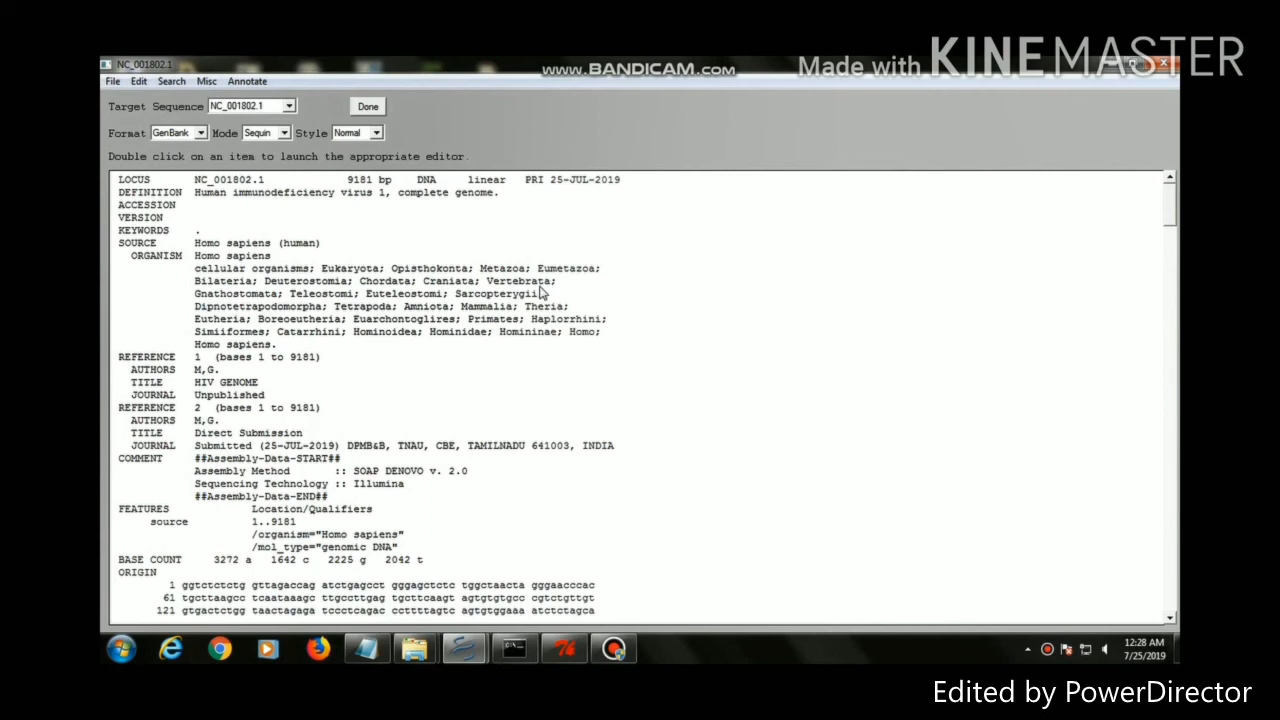 Made with KINEMASTER
www.BANDICAM.com
NC_001802.1
File Edit Search Misc Annotate
Target Sequence NC_001802.1 Done
Format GenBank Mode Sequin Style Normal
Double click on an item to launch the appropriate editor.
LOCUS NC_001802.1 9181 bp DNA linear PRI 25-JUL-2019
DEFINITION Human immunodeficiency virus 1, complete genome.
ACCESSION
VERSION
KEYWORDS .
SOURCE Homo sapiens (human)
ORGANISM Homo sapiens
cellular organisms; Eukaryota; Opisthokonta; Metazoa; Eumetazoa;
Bilateria; Deuterostomia; Chordata; Craniata; Vertebrata;
Gnathostomata; Teleostomi; Euteleostomi; Sarcopterygii;
Dipnotetrapodomorpha; Tetrapoda; Amniota; Mammalia; Theria;
Eutheria; Boreoeutheria; Euarchontoglires; Primates; Haplorrhini;
Simiiformes; Catarrhini; Hominoidea; Hominidae; Homininae; Homo;
Homo sapiens.
REFERENCE 1 (bases 1 to 9181)
AUTHORS M,G.
TITLE HIV GENOME
JOURNAL Unpublished
REFERENCE 2 (bases 1 to 9181)
AUTHORS M,G.
TITLE Direct Submission
JOURNAL Submitted (25-JUL-2019) DPMB&B, TNAU, CBE, TAMILNADU 641003, INDIA
COMMENT ##Assembly-Data-START##
Assembly Method :: SOAP DENOVO v. 2.0
Sequencing Technology :: Illumina
##Assembly-Data-END##
FEATURES Location/Qualifiers
source 1..9181
/organism="Homo sapiens"
/mol_type="genomic DNA"
BASE COUNT 3272 a 1642 c 2225 g 2042 t
ORIGIN
1 ggtctctctg gttagaccag atctgagcct gggagctctc tggctaacta gggaacccac
61 tgcttaagcc tcaataaagc ttgccttgag tgcttcaagt agtgtgtgcc cgtctgttgt
121 gtgactctgg taactagaga tccctcagac ccttttagtc agtgtggaaa atctctagca
12:28 AM
7/25/2019
Edited by PowerDirector